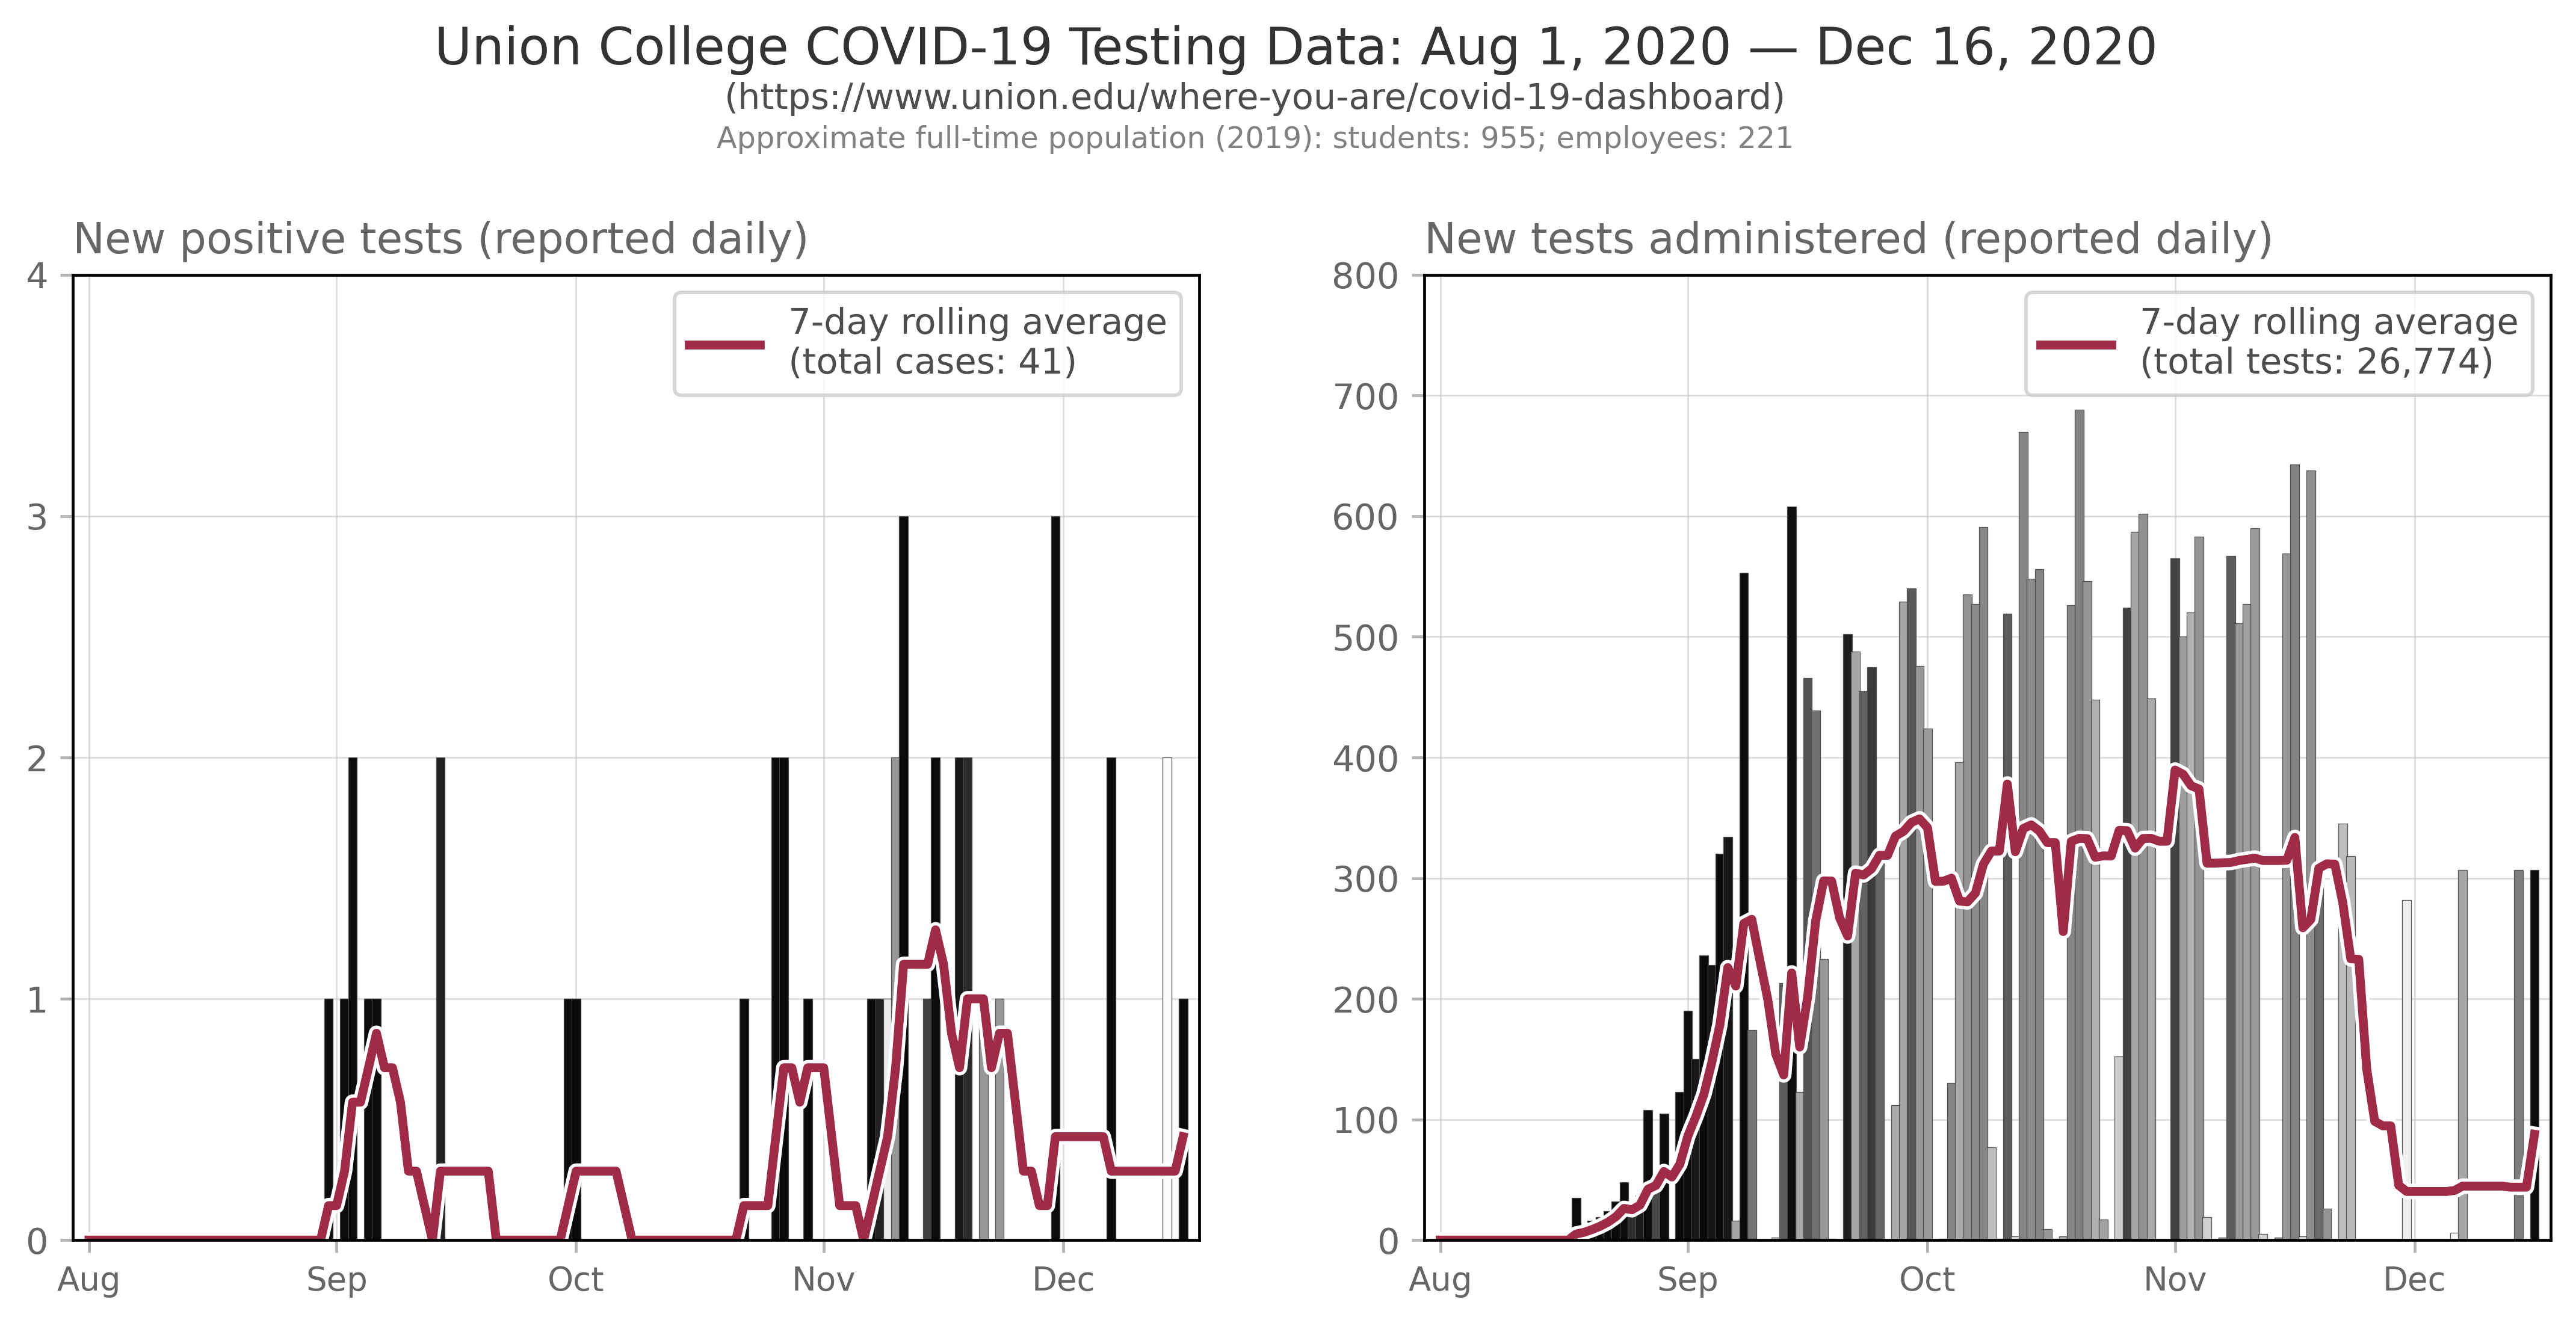 Union College COVID-19 Testing Data: Aug 1, 2020 — Dec 16, 2020
(https://www.union.edu/where-you-are/covid-19-dashboard)
Approximate full-time population (2019): students: 955; employees: 221
New positive tests (reported daily)
4
3
2
1
0
7-day rolling average
(total cases: 41)
Aug Sep Oct Nov Dec
New tests administered (reported daily)
800
700
600
500
400
300
200
100
0
7-day rolling average
(total tests: 26,774)
Aug Sep Oct Nov Dec